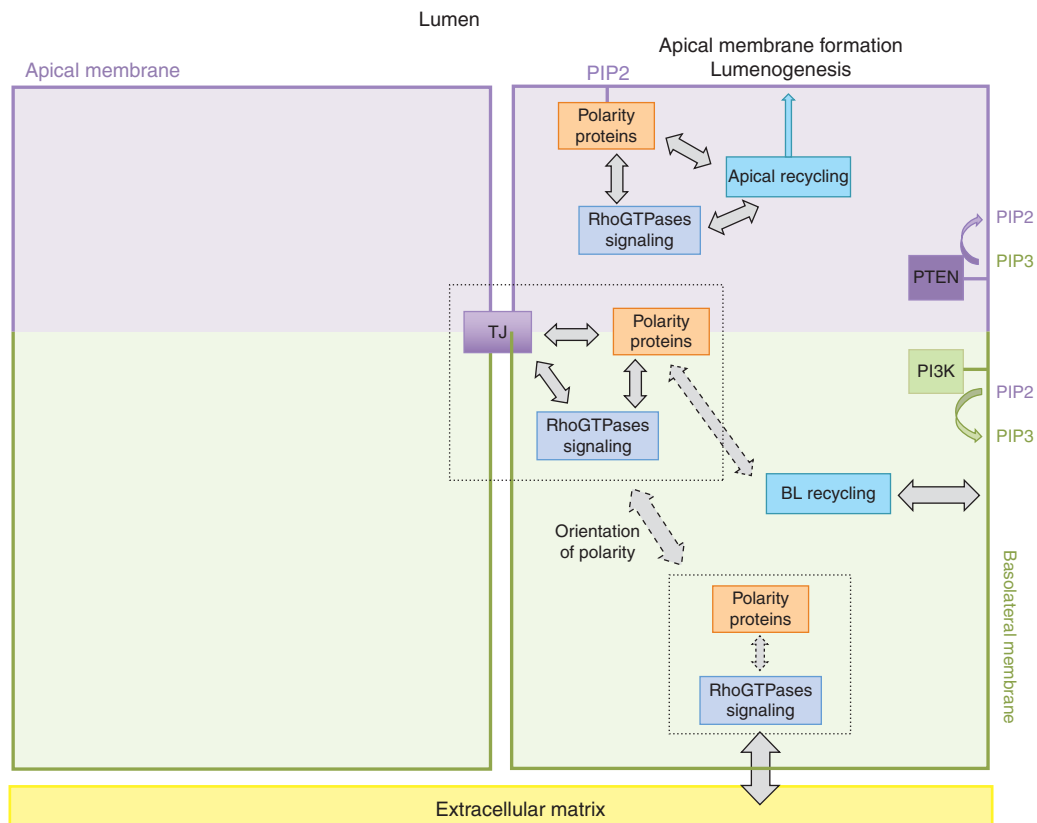 Lumen
Apical membrane formation
Lumenogenesis
Apical membrane
PIP2
Polarity
proteins
Apical recycling
RhoGTPases
signaling
PIP2
PIP3
PTEN
TJ
Polarity
proteins
PI3K
PIP2
PIP3
RhoGTPases
signaling
BL recycling
Orientation
of polarity
Basolateral membrane
Polarity
proteins
RhoGTPases
signaling
Extracellular matrix